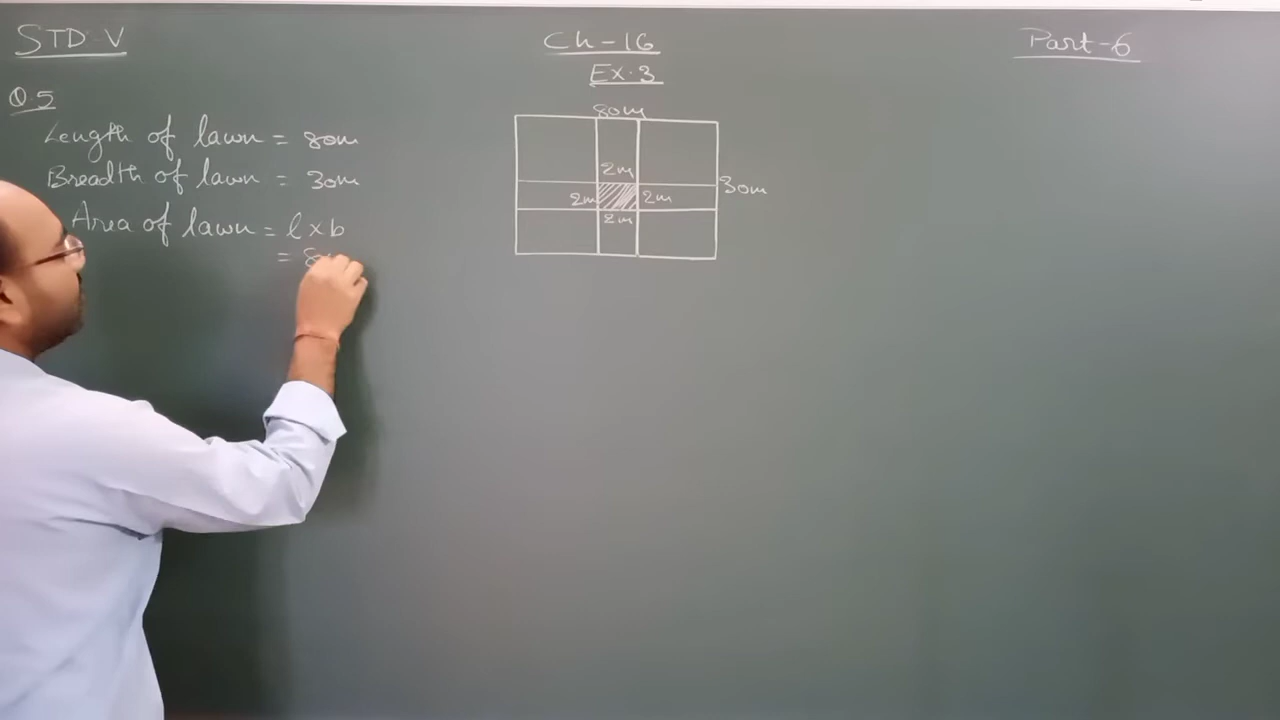 STD V
Ch-16
Part-6
Ex.3
Q.5
Length of lawn = 80m
Breadth of lawn = 30m
Area of lawn = l × b
= 8
80m
2m
30m
2m
2m
2m